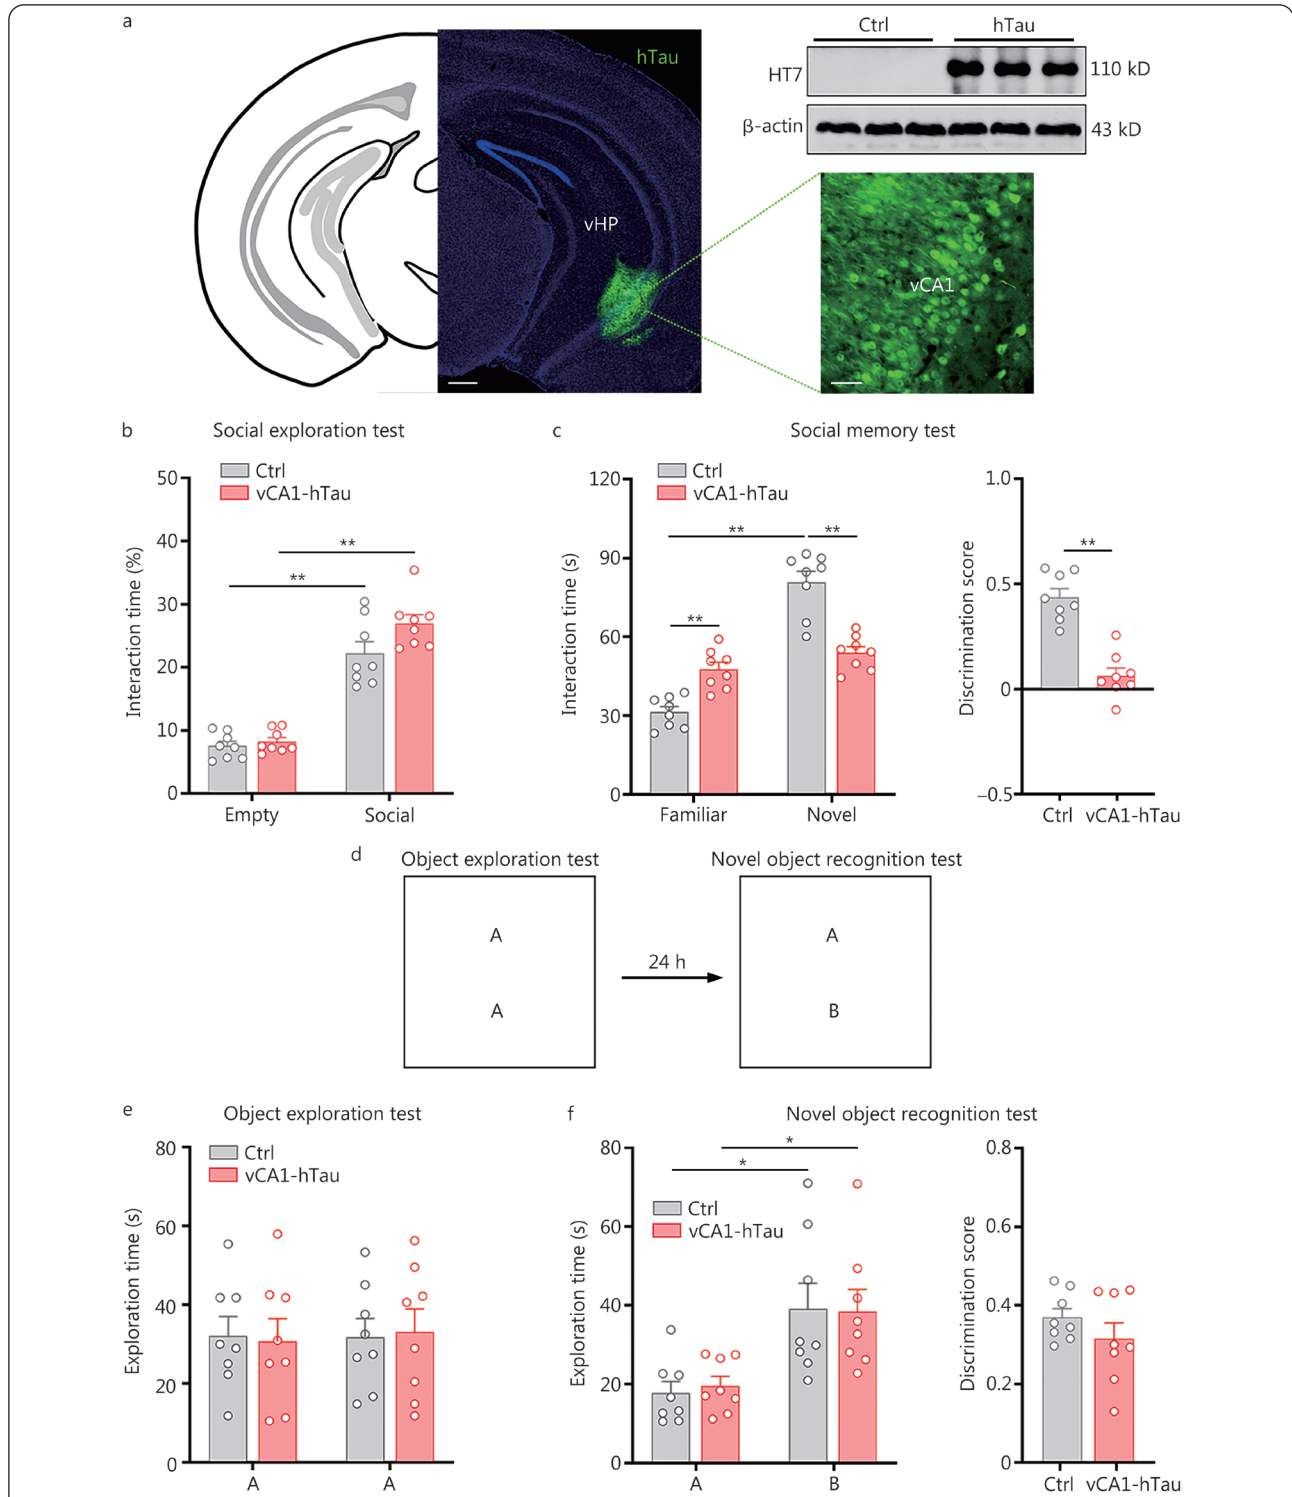 a
Ctrl hTau
hTau
HT7 110 kD
β-actin 43 kD
vHP
vCA1
b Social exploration test
Ctrl
vCA1-hTau
Interaction time (%)
50
40
30
20
10
0
**
**
Empty Social
c Social memory test
Ctrl
vCA1-hTau
Interaction time (s)
120
90
60
30
0
** **
**
Familiar Novel
Discrimination score
1.0
0.5
0
−0.5
**
Ctrl vCA1-hTau
d Object exploration test Novel object recognition test
A A
24 h
A B
e Object exploration test
Ctrl
vCA1-hTau
Exploration time (s)
80
60
40
20
0
A A
f Novel object recognition test
*
*
Ctrl
vCA1-hTau
Exploration time (s)
80
60
40
20
0
A B
Discrimination score
0.8
0.6
0.4
0.2
0
Ctrl vCA1-hTau